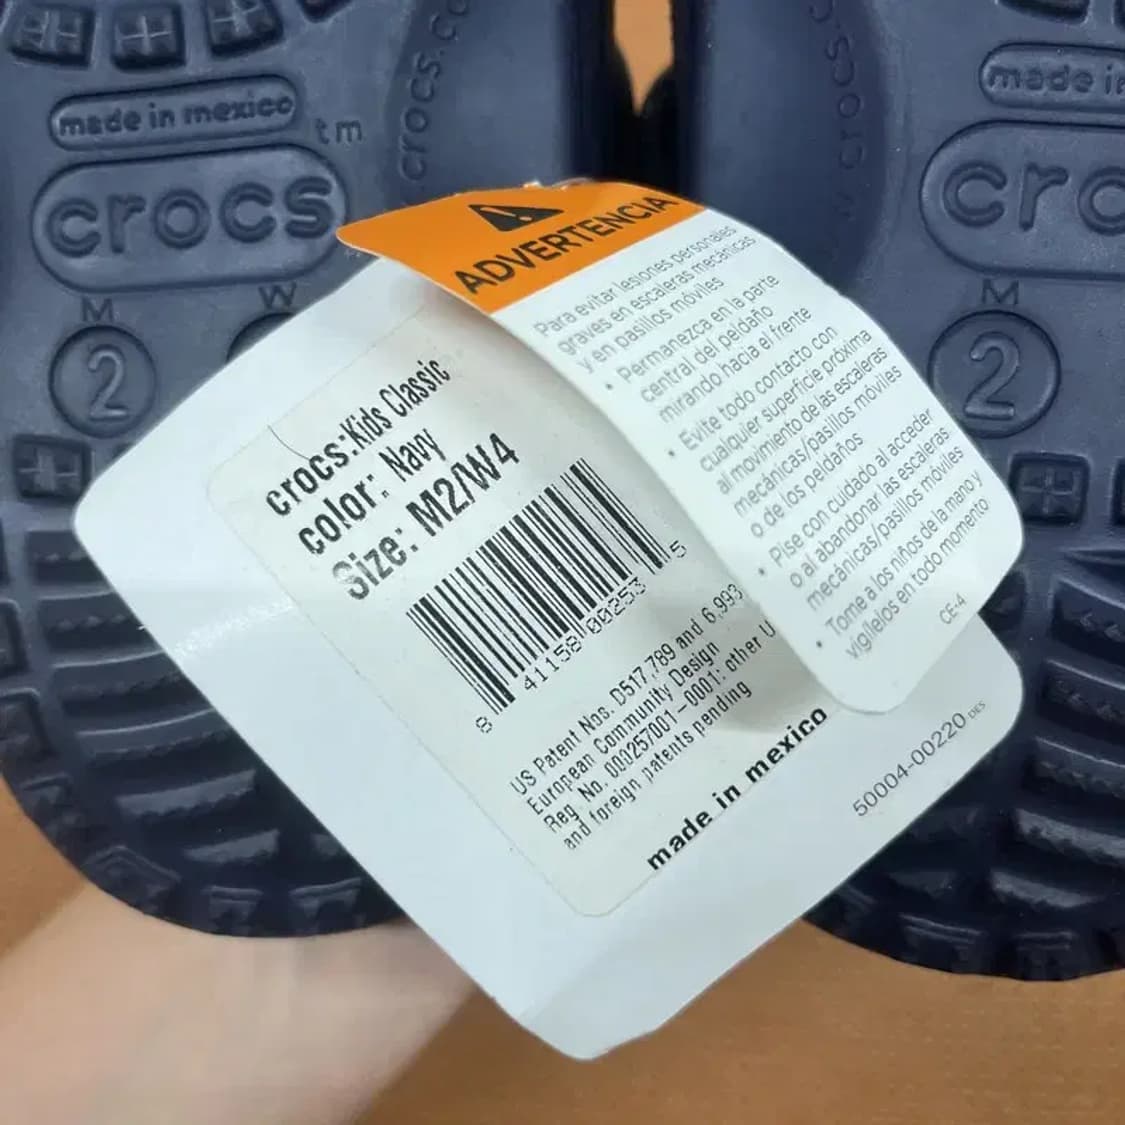 made in mexico
tm
crocs
M W
2
crocs.c
crocs
made in
croc
M
2
ADVERTENCIA
Para evitar lesiones personales
graves en escaleras mecánicas
y en pasillos móviles
• Permanezca en la parte
central del peldaño
mirando hacia el frente
• Evite todo contacto con
cualquier superficie próxima
al movimiento de las escaleras
mecánicas/pasillos móviles
o de los peldaños
• Pise con cuidado al acceder
o al abandonar las escaleras
mecánicas/pasillos móviles
• Tome a los niños de la mano y
vigílelos en todo momento
CE-4
crocs:Kids Classic
color: Navy
Size: M2/W4
8 41158 00253 5
US Patent Nos. D517,789 and 6,993
European Community Design
Reg. No. 000257001-0001: other U
and foreign patents pending
made in mexico
50004-00220 DES